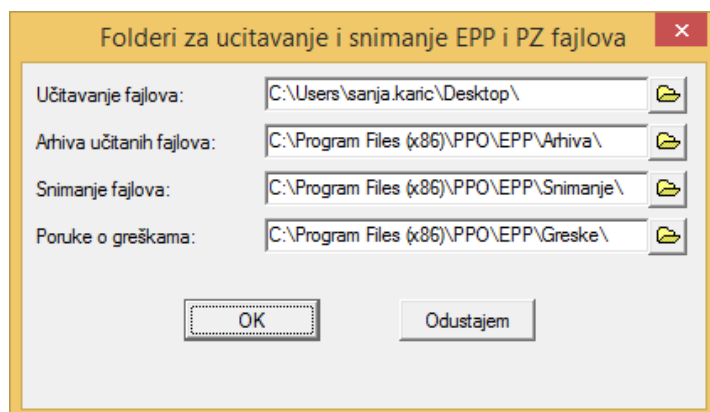 Folderi za ucitavanje i snimanje EPP i PZ fajlova
Učitavanje fajlova: C:\Users\sanja.karic\Desktop\
Arhiva učitanih fajlova: C:\Program Files (x86)\PPO\EPP\Arhiva\
Snimanje fajlova: C:\Program Files (x86)\PPO\EPP\Snimanje\
Poruke o greškama: C:\Program Files (x86)\PPO\EPP\Greske\
OK Odustajem